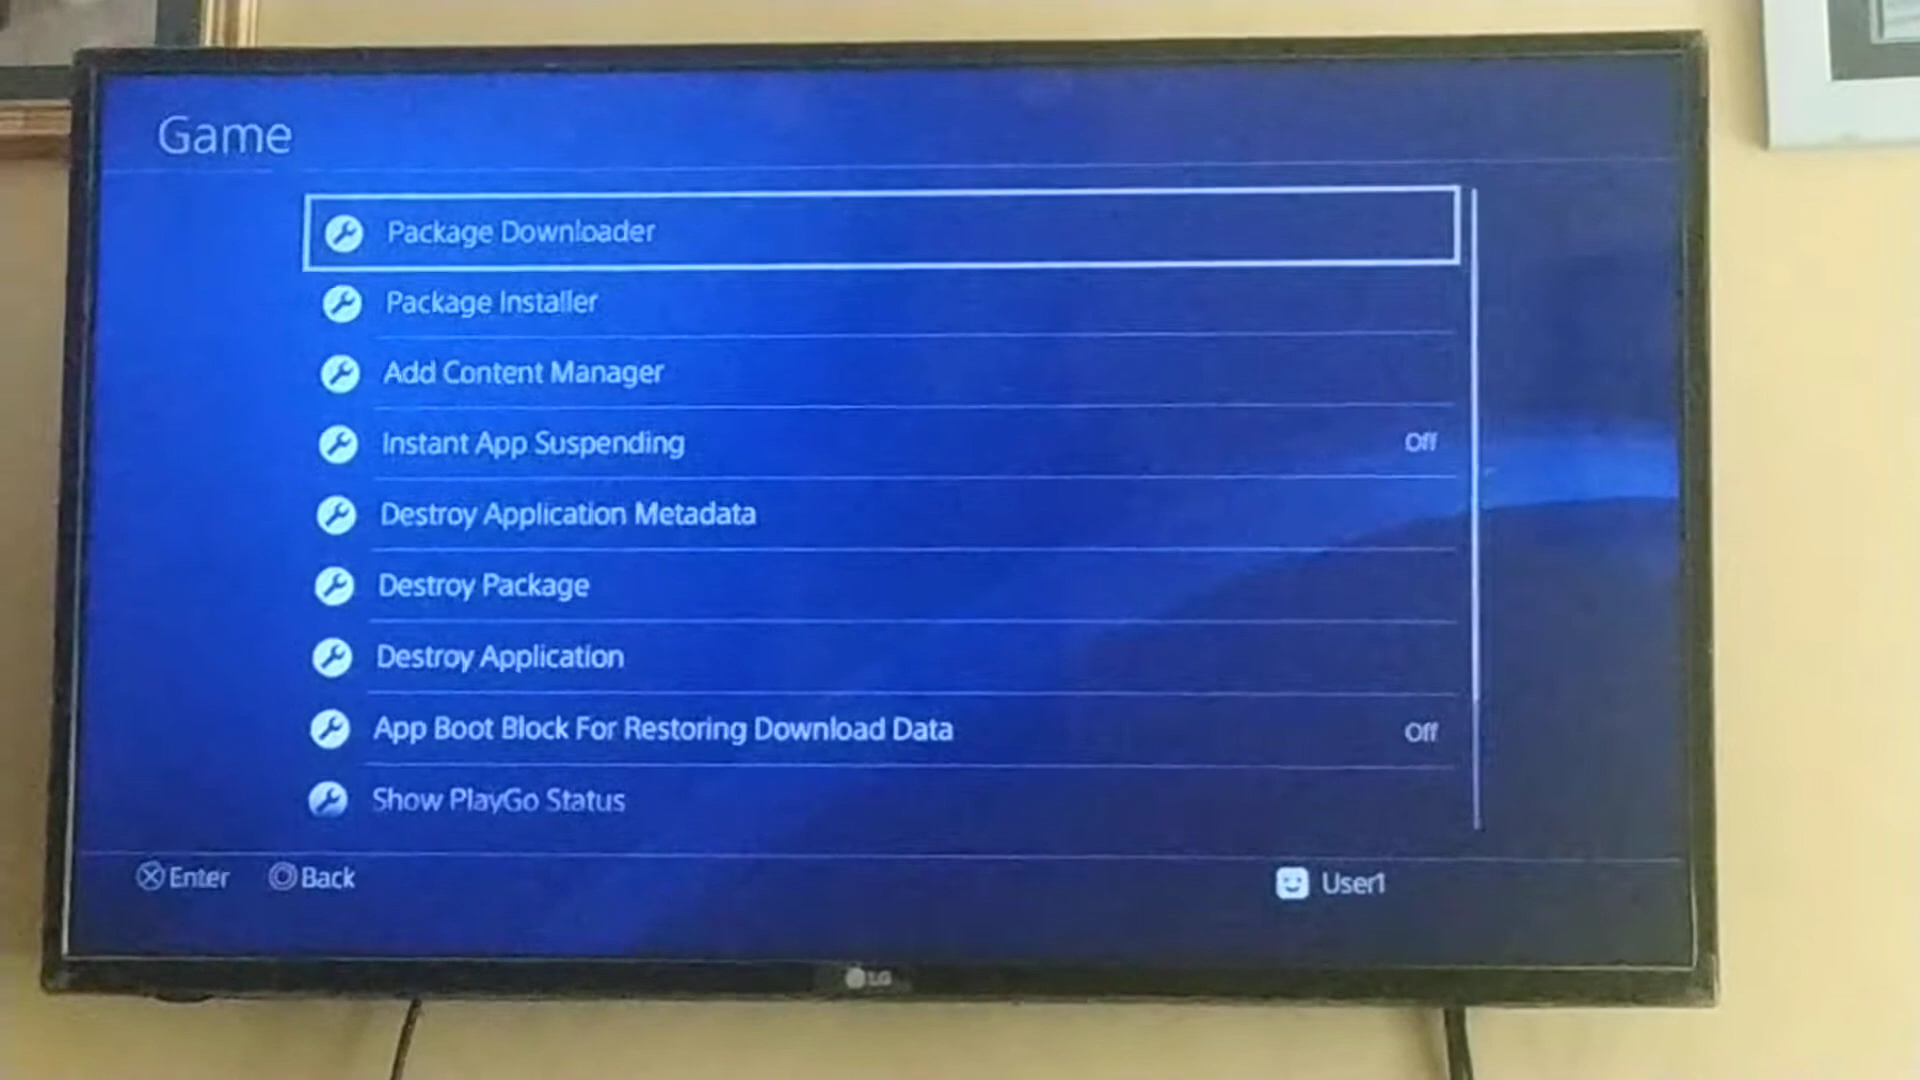 Game
Package Downloader
Package Installer
Add Content Manager
Instant App Suspending Off
Destroy Application Metadata
Destroy Package
Destroy Application
App Boot Block For Restoring Download Data Off
Show PlayGo Status
Enter Back User1
LG